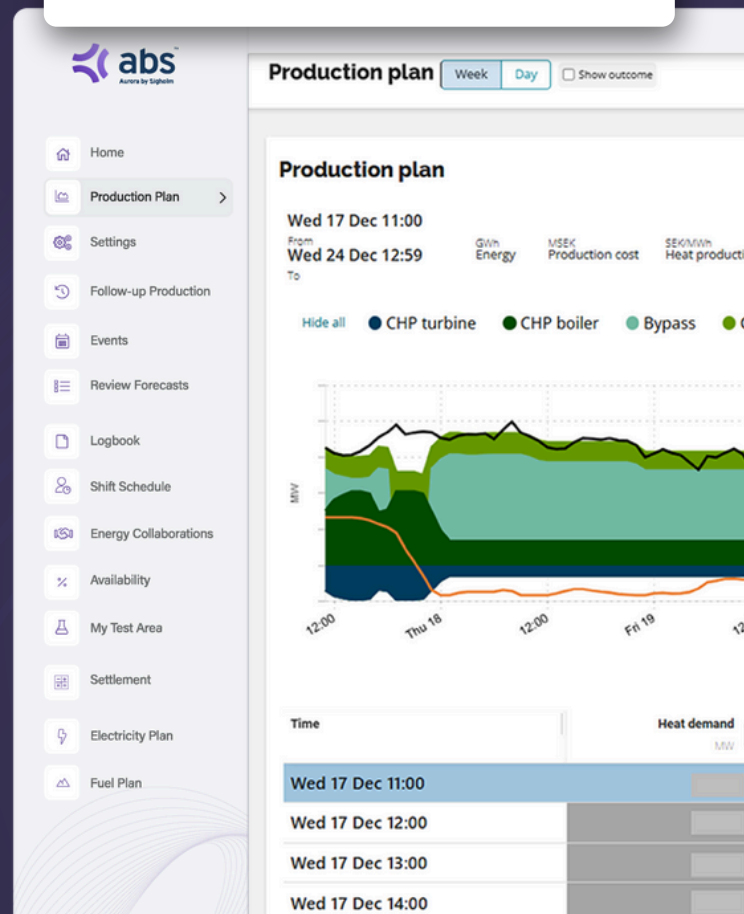 abs™
Aurora by Sigholm
Home
Production Plan
Settings
Follow-up Production
Events
Review Forecasts
Logbook
Shift Schedule
Energy Collaborations
Availability
My Test Area
Settlement
Electricity Plan
Fuel Plan
Production plan Week Day Show outcome
Production plan
Wed 17 Dec 11:00
From
Wed 24 Dec 12:59
To
GWh
Energy
MSEK
Production cost
SEK/MWh
Heat producti
Hide all CHP turbine CHP boiler Bypass
MW
12:00 Thu 18 12:00 Fri 19 12
Time Heat demand
MW
Wed 17 Dec 11:00
Wed 17 Dec 12:00
Wed 17 Dec 13:00
Wed 17 Dec 14:00